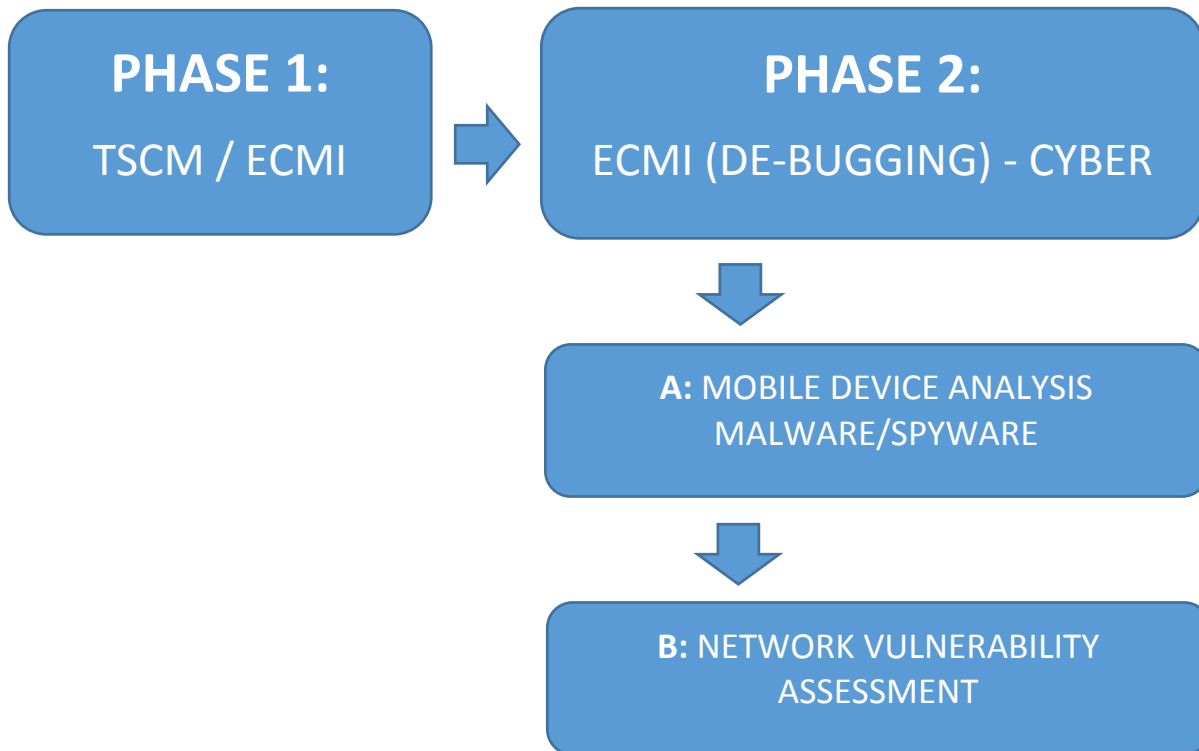 PHASE 1:
TSCM / ECMI
PHASE 2:
ECMI (DE-BUGGING) - CYBER
A: MOBILE DEVICE ANALYSIS
MALWARE/SPYWARE
B: NETWORK VULNERABILITY
ASSESSMENT